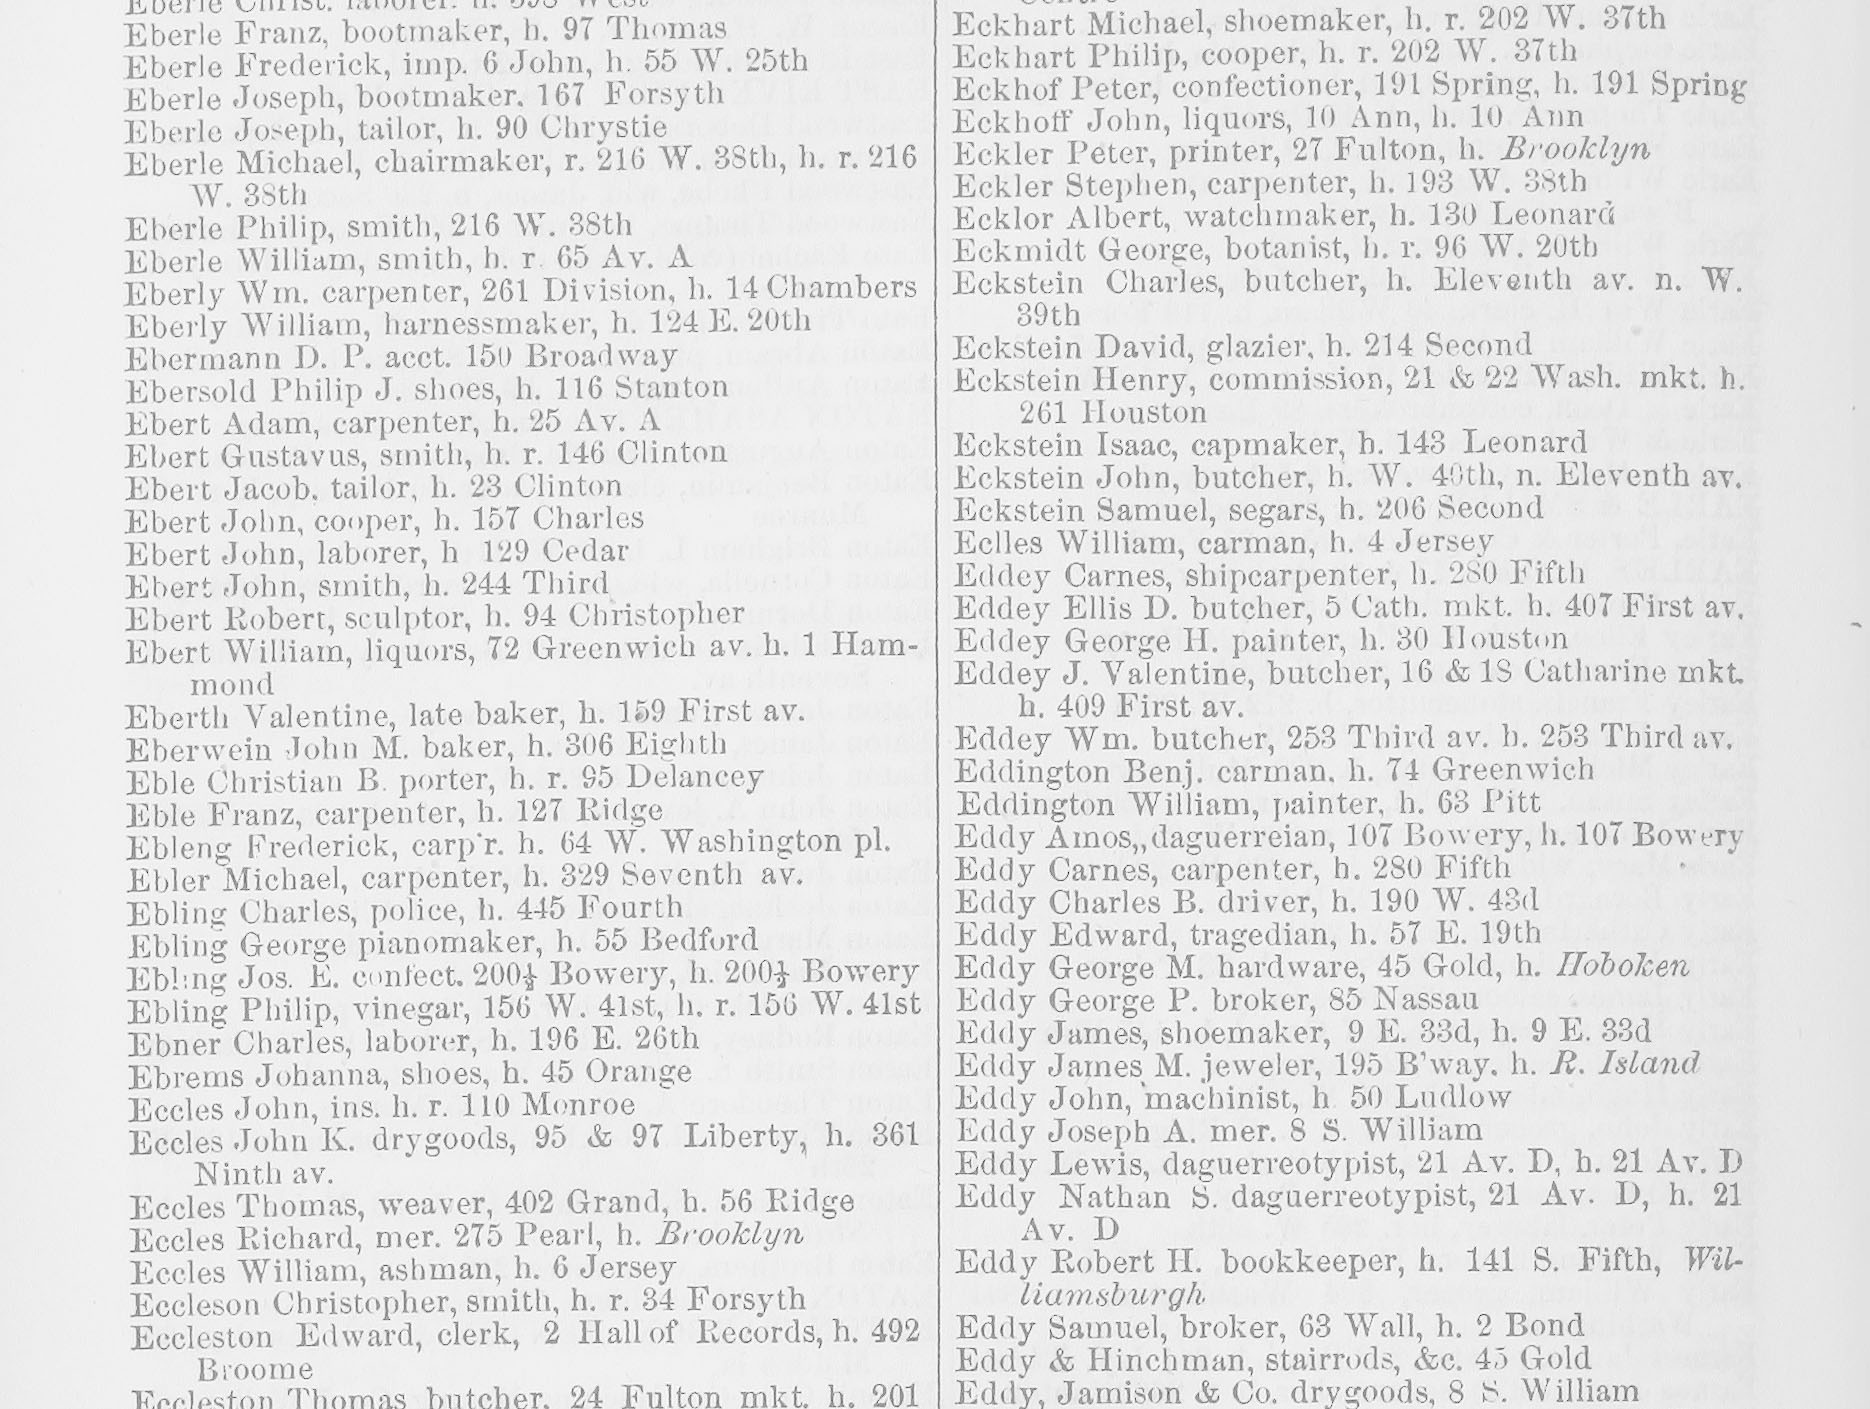 Eberle Christ. laborer. h. 398 West
Eberle Franz, bootmaker, h. 97 Thomas
Eberle Frederick, imp. 6 John, h. 55 W. 25th
Eberle Joseph, bootmaker. 167 Forsyth
Eberle Joseph, tailor, h. 90 Chrystie
Eberle Michael, chairmaker, r. 216 W. 38th, h. r. 216
W. 38th
Eberle Philip, smith, 216 W. 38th
Eberle William, smith, h. r. 65 Av. A
Eberly Wm. carpenter, 261 Division, h. 14 Chambers
Eberly William, harnessmaker, h. 124 E. 20th
Ebermann D. P. acct. 150 Broadway
Ebersold Philip J. shoes, h. 116 Stanton
Ebert Adam, carpenter, h. 25 Av. A
Ebert Gustavus, smith, h. r. 146 Clinton
Ebert Jacob. tailor, h. 23 Clinton
Ebert John, cooper, h. 157 Charles
Ebert John, laborer, h 129 Cedar
Ebert John, smith, h. 244 Third
Ebert Robert, sculptor, h. 94 Christopher
Ebert William, liquors, 72 Greenwich av. h. 1 Ham-
mond
Eberth Valentine, late baker, h. 159 First av.
Eberwein John M. baker, h. 306 Eighth
Eble Christian B. porter, h. r. 95 Delancey
Eble Franz, carpenter, h. 127 Ridge
Ebleng Frederick, carp'r. h. 64 W. Washington pl.
Ebler Michael, carpenter, h. 329 Seventh av.
Ebling Charles, police, h. 445 Fourth
Ebling George pianomaker, h. 55 Bedford
Ebling Jos. E. confect. 200½ Bowery, h. 200½ Bowery
Ebling Philip, vinegar, 156 W. 41st, h. r. 156 W. 41st
Ebner Charles, laborer, h. 196 E. 26th
Ebrems Johanna, shoes, h. 45 Orange
Eccles John, ins. h. r. 110 Monroe
Eccles John K. drygoods, 95 & 97 Liberty, h. 361
Ninth av.
Eccles Thomas, weaver, 402 Grand, h. 56 Ridge
Eccles Richard, mer. 275 Pearl, h. Brooklyn
Eccles William, ashman, h. 6 Jersey
Eccleson Christopher, smith, h. r. 34 Forsyth
Eccleston Edward, clerk, 2 Hall of Records, h. 492
Broome
Eccleston Thomas butcher, 24 Fulton mkt. h. 201
Eckhart Michael, shoemaker, h. r. 202 W. 37th
Eckhart Philip, cooper, h. r. 202 W. 37th
Eckhof Peter, confectioner, 191 Spring, h. 191 Spring
Eckhoff John, liquors, 10 Ann, h. 10 Ann
Eckler Peter, printer, 27 Fulton, h. Brooklyn
Eckler Stephen, carpenter, h. 193 W. 38th
Ecklor Albert, watchmaker, h. 130 Leonard
Eckmidt George, botanist, h. r. 96 W. 20th
Eckstein Charles, butcher, h. Eleventh av. n. W.
39th
Eckstein David, glazier, h. 214 Second
Eckstein Henry, commission, 21 & 22 Wash. mkt. h.
261 Houston
Eckstein Isaac, capmaker, h. 143 Leonard
Eckstein John, butcher, h. W. 40th, n. Eleventh av.
Eckstein Samuel, segars, h. 206 Second
Eclles William, carman, h. 4 Jersey
Eddey Carnes, shipcarpenter, h. 280 Fifth
Eddey Ellis D. butcher, 5 Cath. mkt. h. 407 First av.
Eddey George H. painter, h. 30 Houston
Eddey J. Valentine, butcher, 16 & 18 Catharine mkt.
h. 409 First av.
Eddey Wm. butcher, 253 Third av. h. 253 Third av.
Eddington Benj. carman, h. 74 Greenwich
Eddington William, painter, h. 63 Pitt
Eddy Amos,, daguerreian, 107 Bowery, h. 107 Bowery
Eddy Carnes, carpenter, h. 280 Fifth
Eddy Charles B. driver, h. 190 W. 43d
Eddy Edward, tragedian, h. 57 E. 19th
Eddy George M. hardware, 45 Gold, h. Hoboken
Eddy George P. broker, 85 Nassau
Eddy James, shoemaker, 9 E. 33d, h. 9 E. 33d
Eddy James M. jeweler, 195 B'way. h. R. Island
Eddy John, machinist, h 50 Ludlow
Eddy Joseph A. mer. 8 S. William
Eddy Lewis, daguerreotypist, 21 Av. D, h. 21 Av. D
Eddy Nathan S. daguerreotypist, 21 Av. D, h. 21
Av. D
Eddy Robert H. bookkeeper, h. 141 S. Fifth, Wil-
liamsburgh
Eddy Samuel, broker, 63 Wall, h. 2 Bond
Eddy & Hinchman, stairrods, &c. 45 Gold
Eddy, Jamison & Co. drygoods, 8 S. William